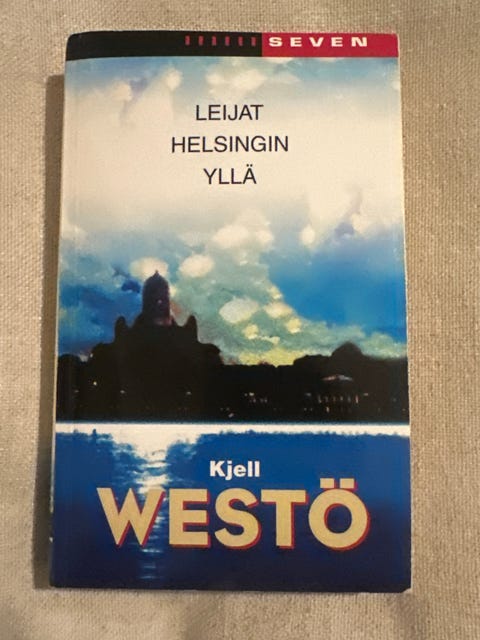 SEVEN
LEIJAT
HELSINGIN
YLLÄ
Kjell
WESTÖ